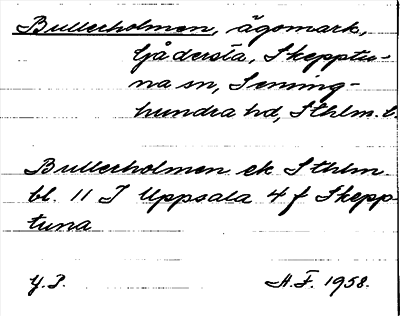 Bullerholmen, ägomark,
Gådersta, Skepptu-
na sn, Seming-
hundra hd, Sthlm. l.
Bullerholmen ek Sthlm
bl. 11 I Uppsala 4 f Skepp-
tuna
Y.P. A.F. 1958.